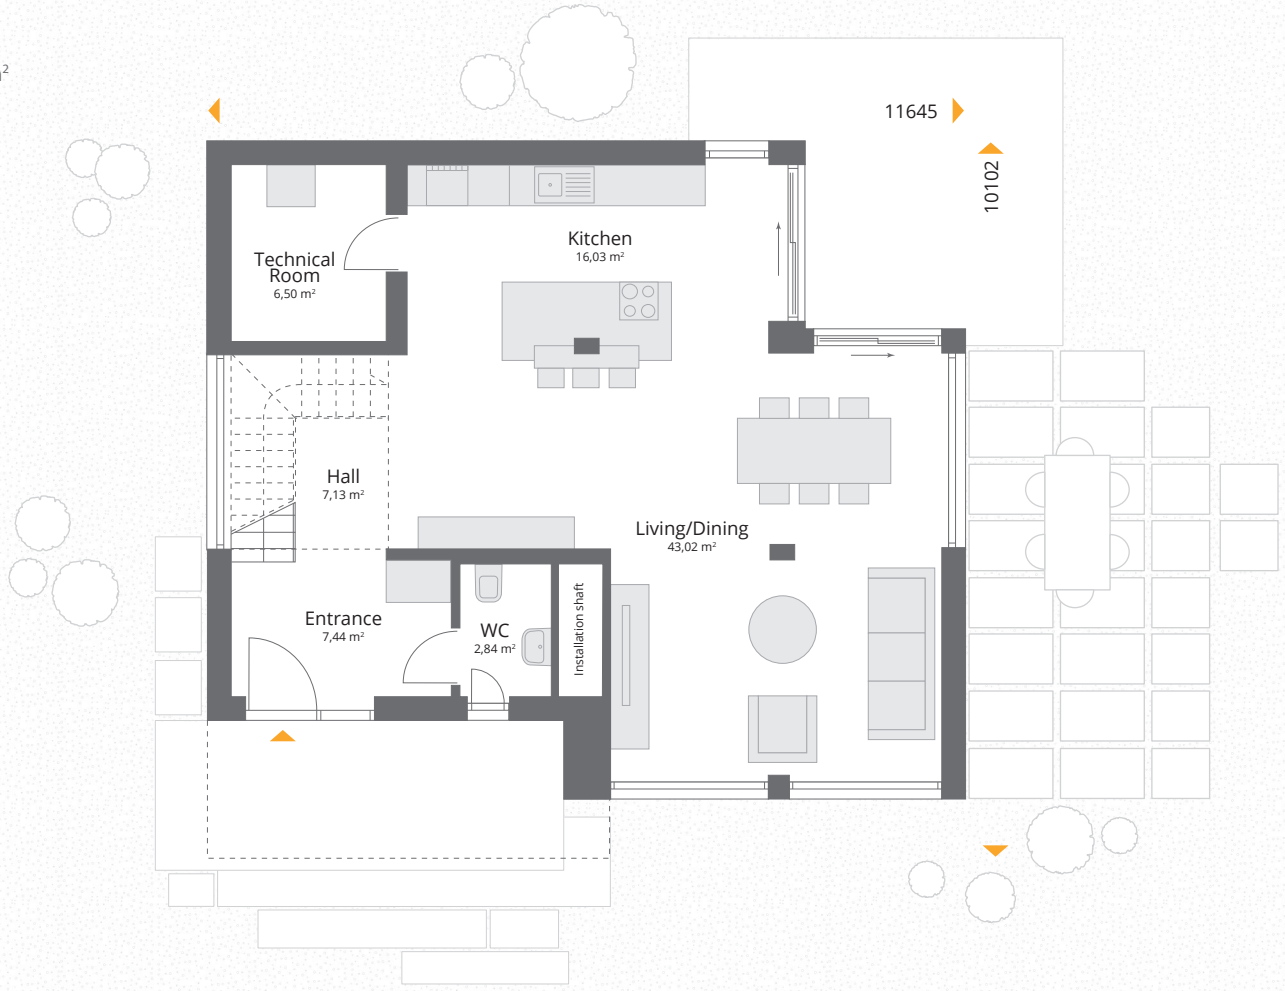 m²
11645
10102
Kitchen
16,03 m²
Technical
Room
6,50 m²
Hall
7,13 m²
Living/Dining
43,02 m²
Entrance
7,44 m²
WC
2,84 m²
Installation shaft